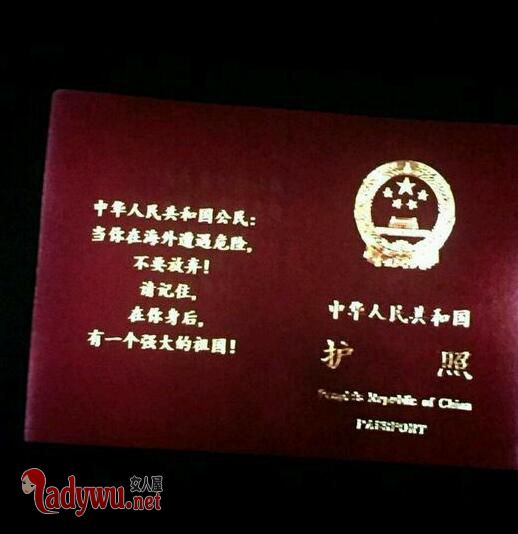 中华人民共和国公民：
当你在海外遭遇危险，
不要放弃！
请记住，
在你身后，
有一个强大的祖国！
中华人民共和国
护 照
People's Republic of China
PASSPORT
女人屋
ladywu.net